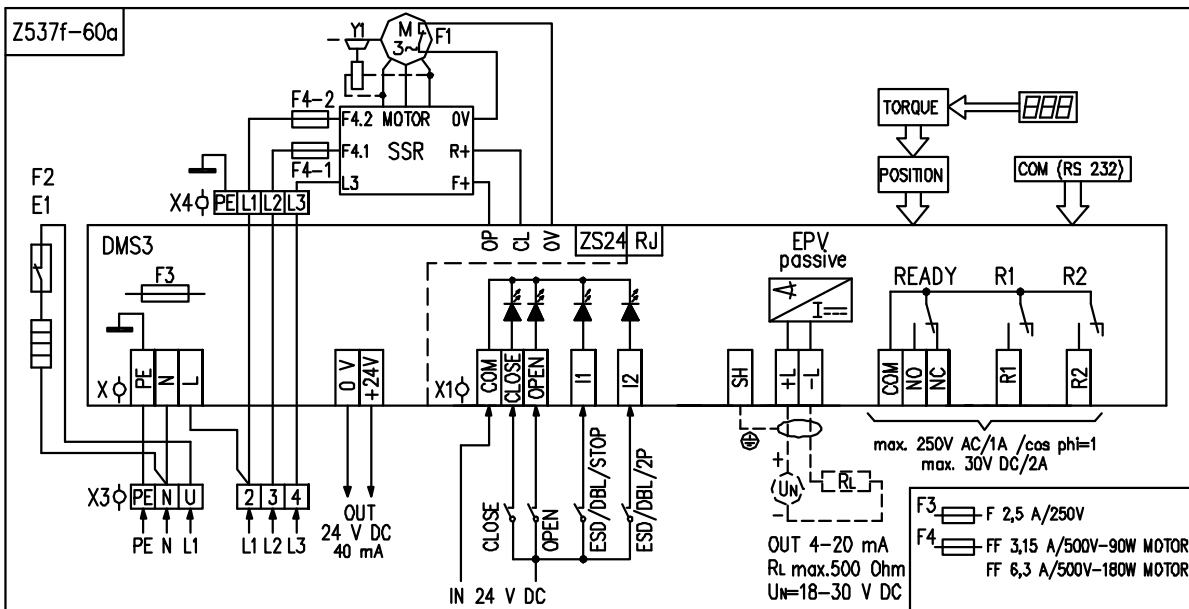 Z537f-60a
Y1
M
3~
F1
F4-2
F4.2 MOTOR 0V
F4.1 SSR R+
F4-1
L3 F+
TORQUE
POSITION
COM (RS 232)
F2
E1
X4 PE L1 L2 L3
DMS3
F3
OP CL 0V
ZS24 RJ
EPV
passive
I
READY R1 R2
X PE N L
0 V +24V
X1 COM CLOSE OPEN I1 I2
SH +L -L
COM NO NC R1 R2
max. 250V AC/1A /cos phi=1
max. 30V DC/2A
X3 PE N U 2 3 4
PE N L1 L1 L2 L3
OUT
24 V DC
40 mA
CLOSE OPEN ESD/DBL/STOP ESD/DBL/2P
IN 24 V DC
+ UN - RL
OUT 4-20 mA
RL max.500 Ohm
UN=18-30 V DC
F3 F 2,5 A/250V
F4 FF 3,15 A/500V-90W MOTOR
FF 6,3 A/500V-180W MOTOR